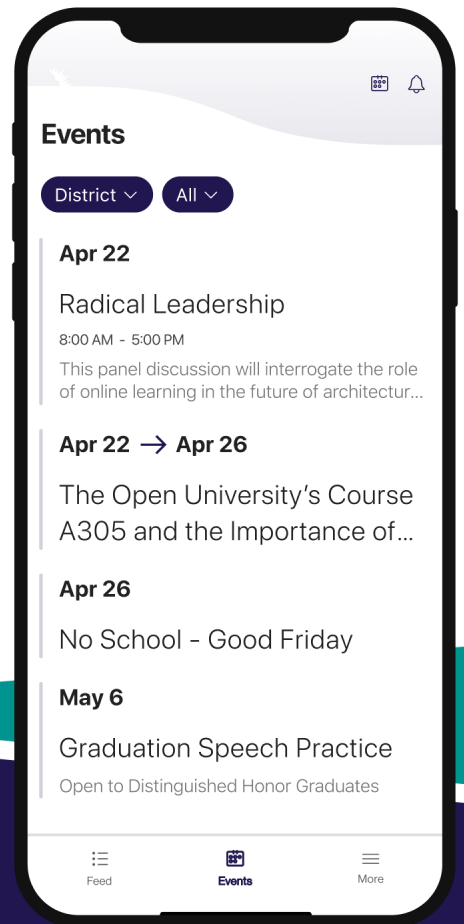 Events
District
All
Apr 22
Radical Leadership
8:00 AM - 5:00 PM
This panel discussion will interrogate the role
of online learning in the future of architectur...
Apr 22 → Apr 26
The Open University's Course
A305 and the Importance of...
Apr 26
No School - Good Friday
May 6
Graduation Speech Practice
Open to Distinguished Honor Graduates
Feed
Events
More